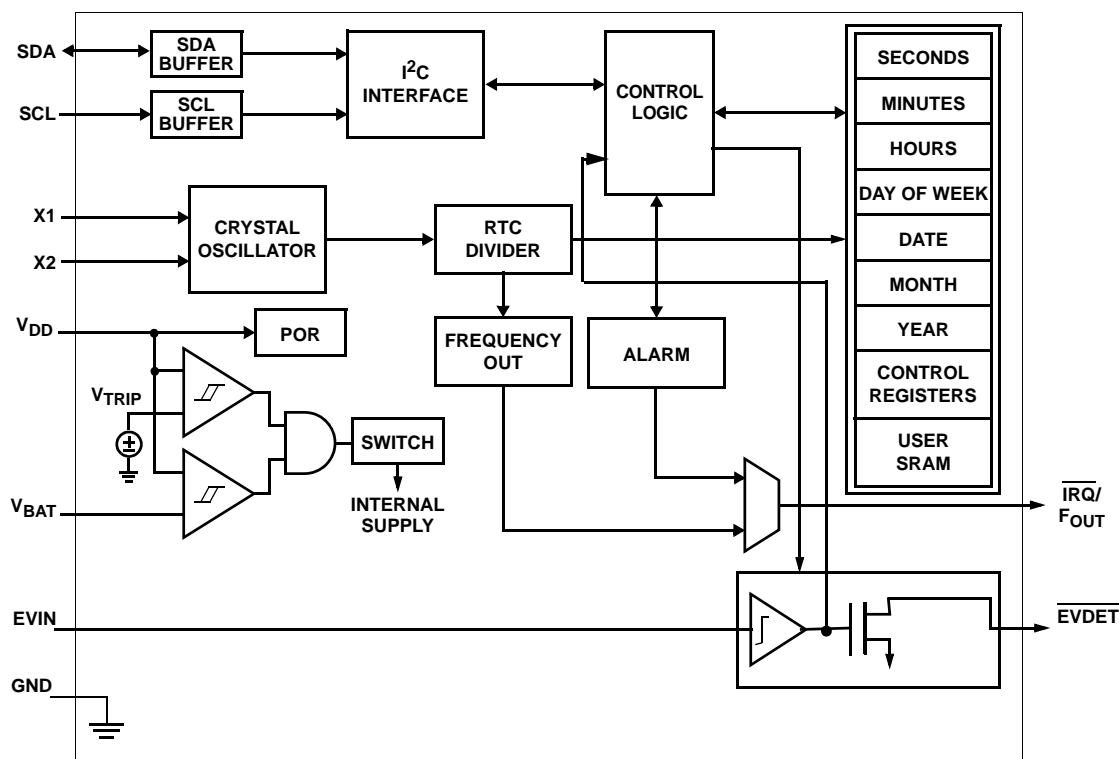 SDA
SDA
BUFFER
SCL
SCL
BUFFER
I²C
INTERFACE
CONTROL
LOGIC
SECONDS
MINUTES
HOURS
DAY OF WEEK
DATE
MONTH
YEAR
CONTROL
REGISTERS
USER
SRAM
X1
X2
CRYSTAL
OSCILLATOR
RTC
DIVIDER
FREQUENCY
OUT
ALARM
VDD
POR
VTRIP
VBAT
SWITCH
INTERNAL
SUPPLY
IRQ/
FOUT
EVIN
EVDET
GND